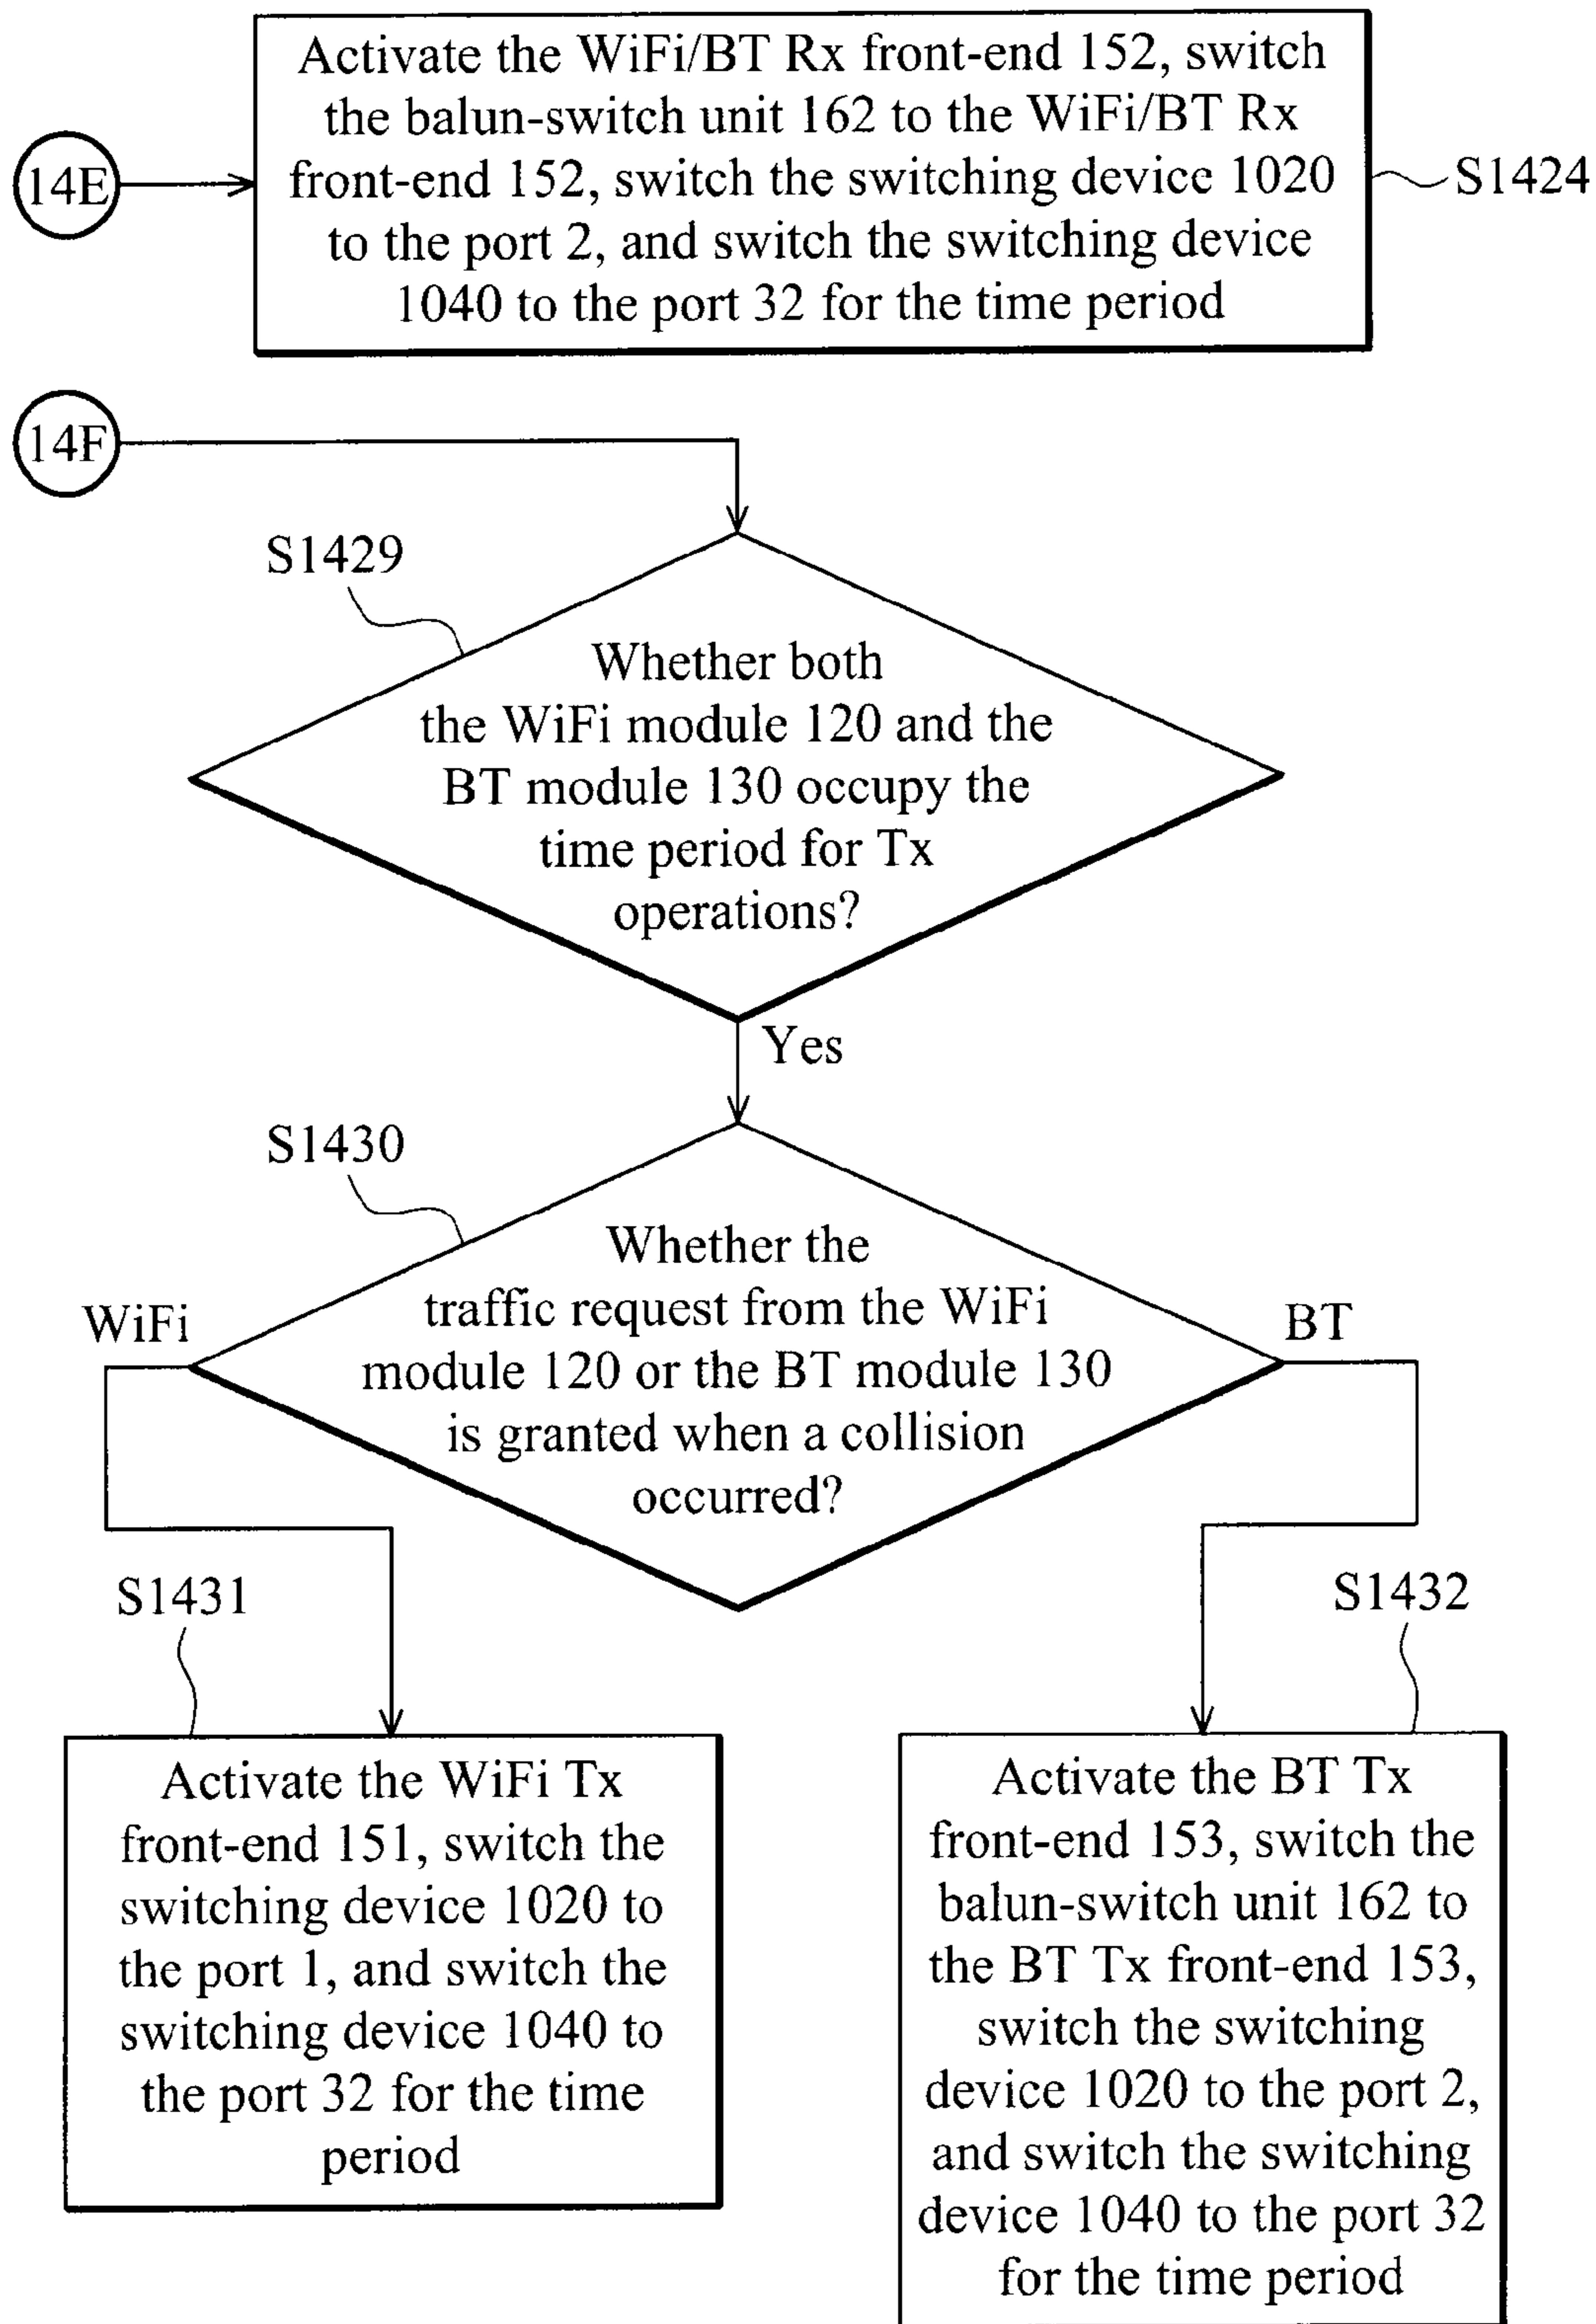 Activate the WiFi/BT Rx front-end 152, switch
the balun-switch unit 162 to the WiFi/BT Rx
front-end 152, switch the switching device 1020
to the port 2, and switch the switching device
1040 to the port 32 for the time period
14E
S1424
14F
S1429
Whether both
the WiFi module 120 and the
BT module 130 occupy the
time period for Tx
operations?
Yes
S1430
Whether the
traffic request from the WiFi
module 120 or the BT module 130
is granted when a collision
occurred?
WiFi
BT
S1431
S1432
Activate the WiFi Tx
front-end 151, switch the
switching device 1020 to
the port 1, and switch the
switching device 1040 to
the port 32 for the time
period
Activate the BT Tx
front-end 153, switch the
balun-switch unit 162 to
the BT Tx front-end 153,
switch the switching
device 1020 to the port 2,
and switch the switching
device 1040 to the port 32
for the time period